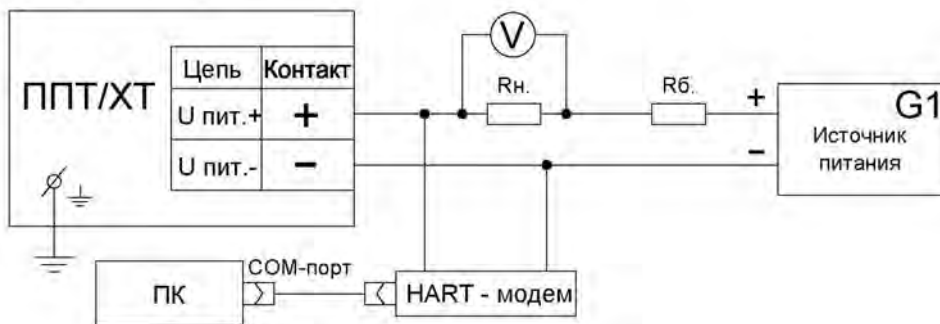 V
Цепь Контакт
ППТ/ХТ
Rн.
Rб.
U пит.+ +
+
G1
Источник
питания
U пит.- −
−
COM-порт
ПК
HART - модем